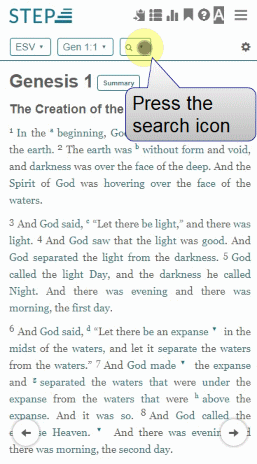 STEP
A
ESV
Gen 1:1
Genesis 1 Summary
The Creation of the
Press the
search icon
1 In the a beginning, Go
the earth. 2 The earth was b without form and void,
and darkness was over the face of the deep. And the
Spirit of God was hovering over the face of the
waters.
3 And God said, c “Let there be light,” and there was
light. 4 And God saw that the light was good. And
God separated the light from the darkness. 5 God
called the light Day, and the darkness he called
Night. And there was evening and there was
morning, the first day.
6 And God said, d “Let there be an expanse in the
midst of the waters, and let it separate the waters
from the waters.” 7 And God made the expanse
and g separated the waters that were under the
expanse from the waters that were h above the
expanse. And it was so. 8 And God called the
se Heaven. And there was evenin d
there was morning, the second day.